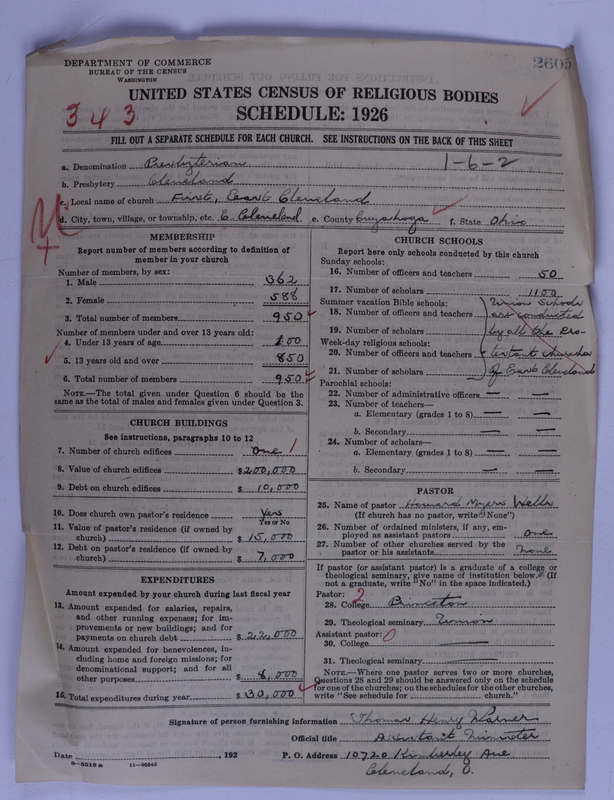 DEPARTMENT OF COMMERCE
BUREAU OF THE CENSUS
WASHINGTON
2605
UNITED STATES CENSUS OF RELIGIOUS BODIES
343
SCHEDULE: 1926
FILL OUT A SEPARATE SCHEDULE FOR EACH CHURCH. SEE INSTRUCTIONS ON THE BACK OF THIS SHEET
a. Denomination Presbyterian 1-6-2
b. Presbytery Cleveland
c. Local name of church First, East Cleveland
d. City, town, village, or township, etc. E. Cleveland e. County Cuyahoga f. State Ohio
MEMBERSHIP
Report number of members according to definition of
member in your church
Number of members, by sex:
1. Male 362
2. Female 588
3. Total number of members 950
Number of members under and over 13 years old:
4. Under 13 years of age 100
5. 13 years old and over 850
6. Total number of members 950
NOTE.—The total given under Question 6 should be
same as the total of males and females given under Question 3.
CHURCH BUILDINGS
See instructions, paragraphs 10 to 12
7. Number of church edifices one 1
8. Value of church edifices $200,000
9. Debt on church edifices $ 10,000
10. Does church own pastor's residence Yes
Yes or No
11. Value of pastor's residence (if owned by
church) $ 15,000
12. Debt on pastor's residence (if owned by
church) $ 7,000
EXPENDITURES
Amount expended by your church during last fiscal year
13. Amount expended for salaries, repairs,
and other running expenses; for im-
provements or new buildings; and for
payments on church debt $22,000
14. Amount expended for benevolences, in-
cluding home and foreign missions; for
denominational support; and for all
other purposes $ 8,000
15. Total expenditures during year $30,000
CHURCH SCHOOLS
Report here only schools conducted by this church
Sunday schools:
16. Number of officers and teachers 50
17. Number of scholars 1100
Summer vacation Bible schools: Union Schools
18. Number of officers and teachers are conducted
19. Number of scholars by all the Pro-
Week-day religious schools:
20. Number of officers and teachers testant churches
21. Number of scholars of East Cleveland
Parochial schools:
22. Number of administrative officers — —
23. Number of teachers—
a. Elementary (grades 1 to 8) — —
b. Secondary — —
24. Number of scholars—
a. Elementary (grades 1 to 8) — —
b. Secondary — —
PASTOR
25. Name of pastor Howard Myers Wells
(If church has no pastor, write "None")
26. Number of ordained ministers, if any, em-
ployed as assistant pastors one
27. Number of other churches served by the
pastor or his assistants none
If pastor (or assistant pastor) is a graduate of a college or
theological seminary, give name of institution below. (If
not a graduate, write "No" in the space indicated.)
Pastor: 2
28. College Princeton
29. Theological seminary Union
Assistant pastor: 0
30. College —
31. Theological seminary —
NOTE.—Where one pastor serves two or more churches,
Questions 28 and 29 should be answered only on the schedule
for one of the churches; on the schedules for the other churches,
write "See schedule for ........ church."
Signature of person furnishing information Thomas Henry Warner
Official title Assistant Minister
Date ........, 192 P. O. Address 10720 Kimberley Ave
Cleveland, O.